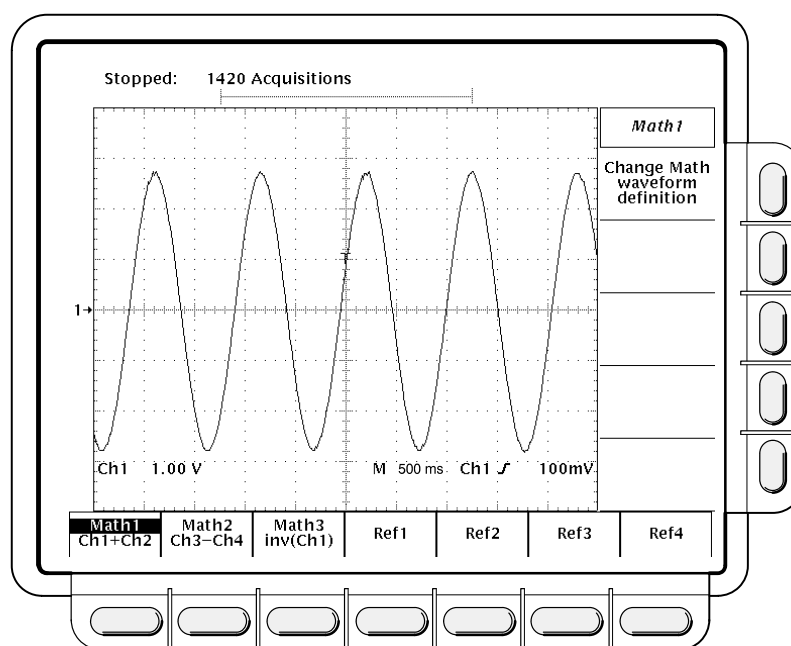 Stopped: 1420 Acquisitions
Math1
Change Math
waveform
definition
1
Ch1 1.00 V M 500 ms Ch1 100mV
Math1 Math2 Math3 Ref1 Ref2 Ref3 Ref4
Ch1+Ch2 Ch3−Ch4 inv(Ch1)